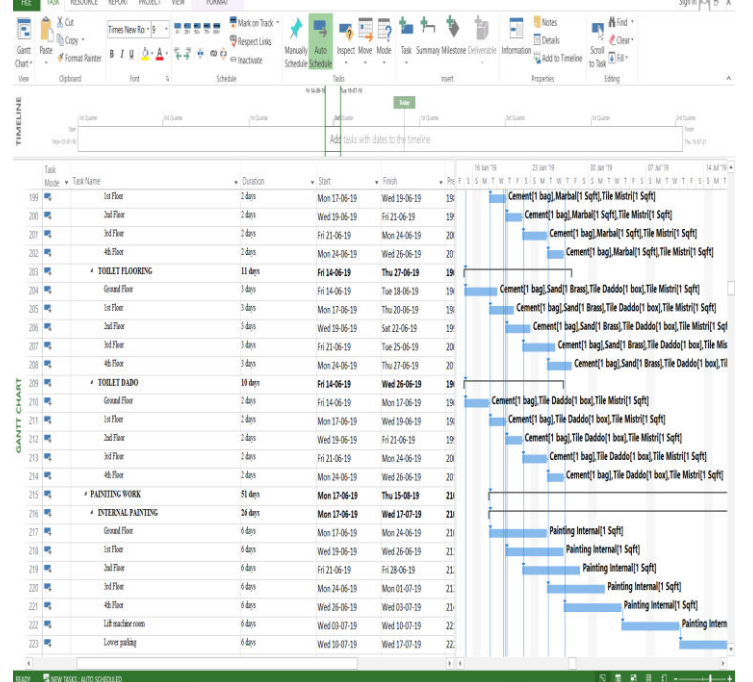 FILE TASK RESOURCE REPORT PROJECT VIEW FORMAT Sign in
Cut
Copy
Format Painter
Gantt Chart
Paste
Times New Ro 9
B I U A
Mark on Track
Respect Links
Inactivate
Manually Schedule
Auto Schedule
Inspect Move Mode
Task Summary Milestone Deliverable
Information
Notes
Details
Add to Timeline
Scroll to Task
Find
Clear
Fill
View Clipboard Font Schedule Tasks Insert Properties Editing
Fri 14-06-19 Tue 18-07-19
Today
TIMELINE
Start
Finish
Add tasks with dates to the timeline
16 Jun '19 23 Jun '19 30 Jun '19 07 Jul '19 14 Jul '19
Task Mode Task Name Duration Start Finish Pre F S S M T W T F S S M T W T F S S M T W T F S S M T W T F S S M T
199 1st Floor 2 days Mon 17-06-19 Wed 19-06-19 Cement[1 bag],Marbal[1 Sqft],Tile Mistri[1 Sqft]
200 2nd Floor 2 days Wed 19-06-19 Fri 21-06-19 Cement[1 bag],Marbal[1 Sqft],Tile Mistri[1 Sqft]
201 3rd Floor 2 days Fri 21-06-19 Mon 24-06-19 Cement[1 bag],Marbal[1 Sqft],Tile Mistri[1 Sqft]
202 4th Floor 2 days Mon 24-06-19 Wed 26-06-19 Cement[1 bag],Marbal[1 Sqft],Tile Mistri[1 Sqft]
203 TOILET FLOORING 11 days Fri 14-06-19 Thu 27-06-19
204 Ground Floor 3 days Fri 14-06-19 Tue 18-06-19 Cement[1 bag],Sand[1 Brass],Tile Daddo[1 box],Tile Mistri[1 Sqft]
205 1st Floor 3 days Mon 17-06-19 Thu 20-06-19 Cement[1 bag],Sand[1 Brass],Tile Daddo[1 box],Tile Mistri[1 Sqft]
206 2nd Floor 3 days Wed 19-06-19 Sat 22-06-19 Cement[1 bag],Sand[1 Brass],Tile Daddo[1 box],Tile Mistri[1 Sqf
207 3rd Floor 3 days Fri 21-06-19 Tue 25-06-19 Cement[1 bag],Sand[1 Brass],Tile Daddo[1 box],Tile Mis
208 4th Floor 3 days Mon 24-06-19 Thu 27-06-19 Cement[1 bag],Sand[1 Brass],Tile Daddo[1 box],Til
209 TOILET DADO 10 days Fri 14-06-19 Wed 26-06-19
210 Ground Floor 2 days Fri 14-06-19 Mon 17-06-19 Cement[1 bag],Tile Daddo[1 box],Tile Mistri[1 Sqft]
211 1st Floor 2 days Mon 17-06-19 Wed 19-06-19 Cement[1 bag],Tile Daddo[1 box],Tile Mistri[1 Sqft]
212 2nd Floor 2 days Wed 19-06-19 Fri 21-06-19 Cement[1 bag],Tile Daddo[1 box],Tile Mistri[1 Sqft]
213 3rd Floor 2 days Fri 21-06-19 Mon 24-06-19 Cement[1 bag],Tile Daddo[1 box],Tile Mistri[1 Sqft]
214 4th Floor 2 days Mon 24-06-19 Wed 26-06-19 Cement[1 bag],Tile Daddo[1 box],Tile Mistri[1 Sqft]
215 PAINITING WORK 51 days Mon 17-06-19 Thu 15-08-19
216 INTERNAL PAINTING 26 days Mon 17-06-19 Wed 17-07-19
217 Ground Floor 6 days Mon 17-06-19 Mon 24-06-19 Painting Internal[1 Sqft]
218 1st Floor 6 days Wed 19-06-19 Wed 26-06-19 Painting Internal[1 Sqft]
219 2nd Floor 6 days Fri 21-06-19 Fri 28-06-19 Painting Internal[1 Sqft]
220 3rd Floor 6 days Mon 24-06-19 Mon 01-07-19 Painting Internal[1 Sqft]
221 4th Floor 6 days Wed 26-06-19 Wed 03-07-19 Painting Internal[1 Sqft]
222 Lift machine room 6 days Wed 03-07-19 Wed 10-07-19 Painting Intern
223 Lower parking 6 days Wed 10-07-19 Wed 17-07-19
GANTT CHART
READY NEW TASKS : AUTO SCHEDULED